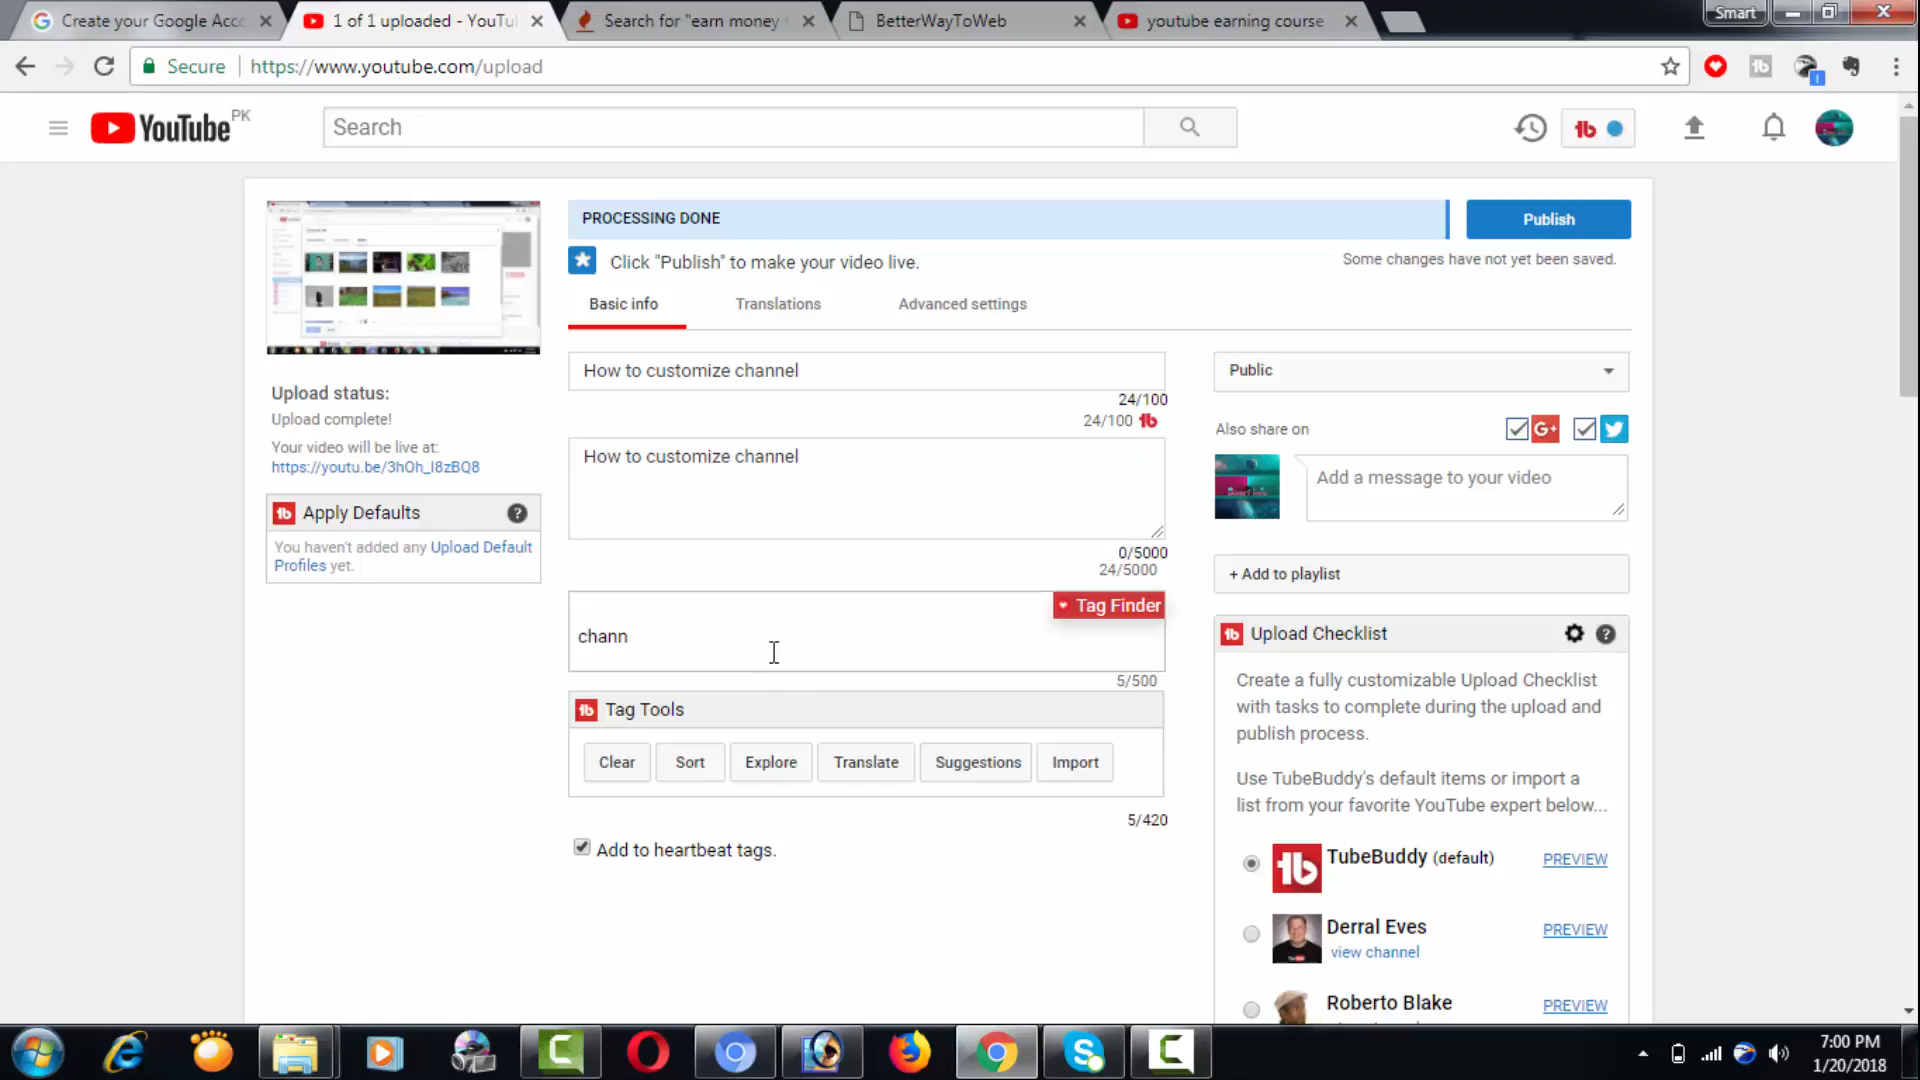 Create your Google Acc
1 of 1 uploaded - YouTu
Search for "earn money
BetterWayToWeb
youtube earning course
Smart
Secure
https://www.youtube.com/upload
YouTube PK
Search
PROCESSING DONE
Publish
Click "Publish" to make your video live.
Some changes have not yet been saved.
Basic info
Translations
Advanced settings
How to customize channel
Public
24/100
24/100
Upload status:
Upload complete!
Your video will be live at:
https://youtu.be/3hOh_I8zBQ8
Also share on
How to customize channel
Add a message to your video
Apply Defaults
You haven't added any Upload Default
Profiles yet.
0/5000
24/5000
+ Add to playlist
Tag Finder
chann
5/500
Upload Checklist
Create a fully customizable Upload Checklist
with tasks to complete during the upload and
publish process.
Tag Tools
Clear
Sort
Explore
Translate
Suggestions
Import
Use TubeBuddy's default items or import a
list from your favorite YouTube expert below...
5/420
Add to heartbeat tags.
TubeBuddy (default)
PREVIEW
Derral Eves
view channel
PREVIEW
Roberto Blake
PREVIEW
7:00 PM
1/20/2018